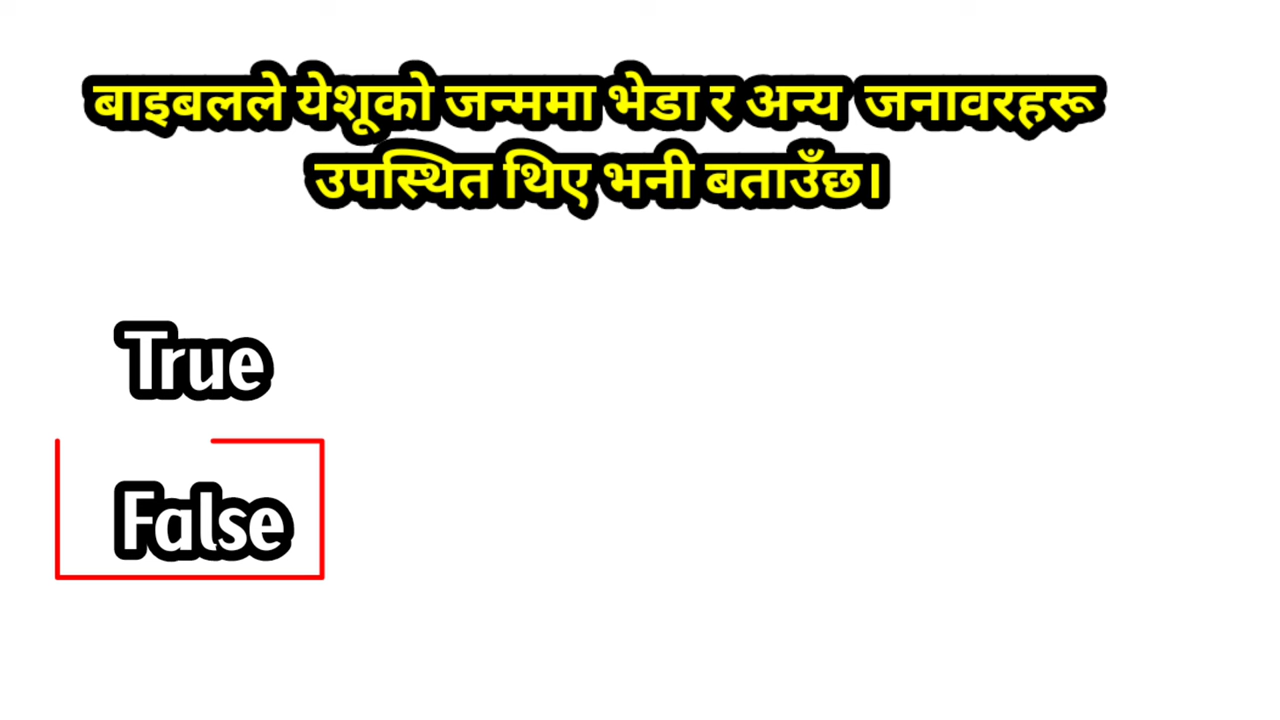 बाइबलले येशूको जन्ममा भेडा र अन्य जनावरहरू
उपस्थित थिए भनी बताउँछ।
True
False